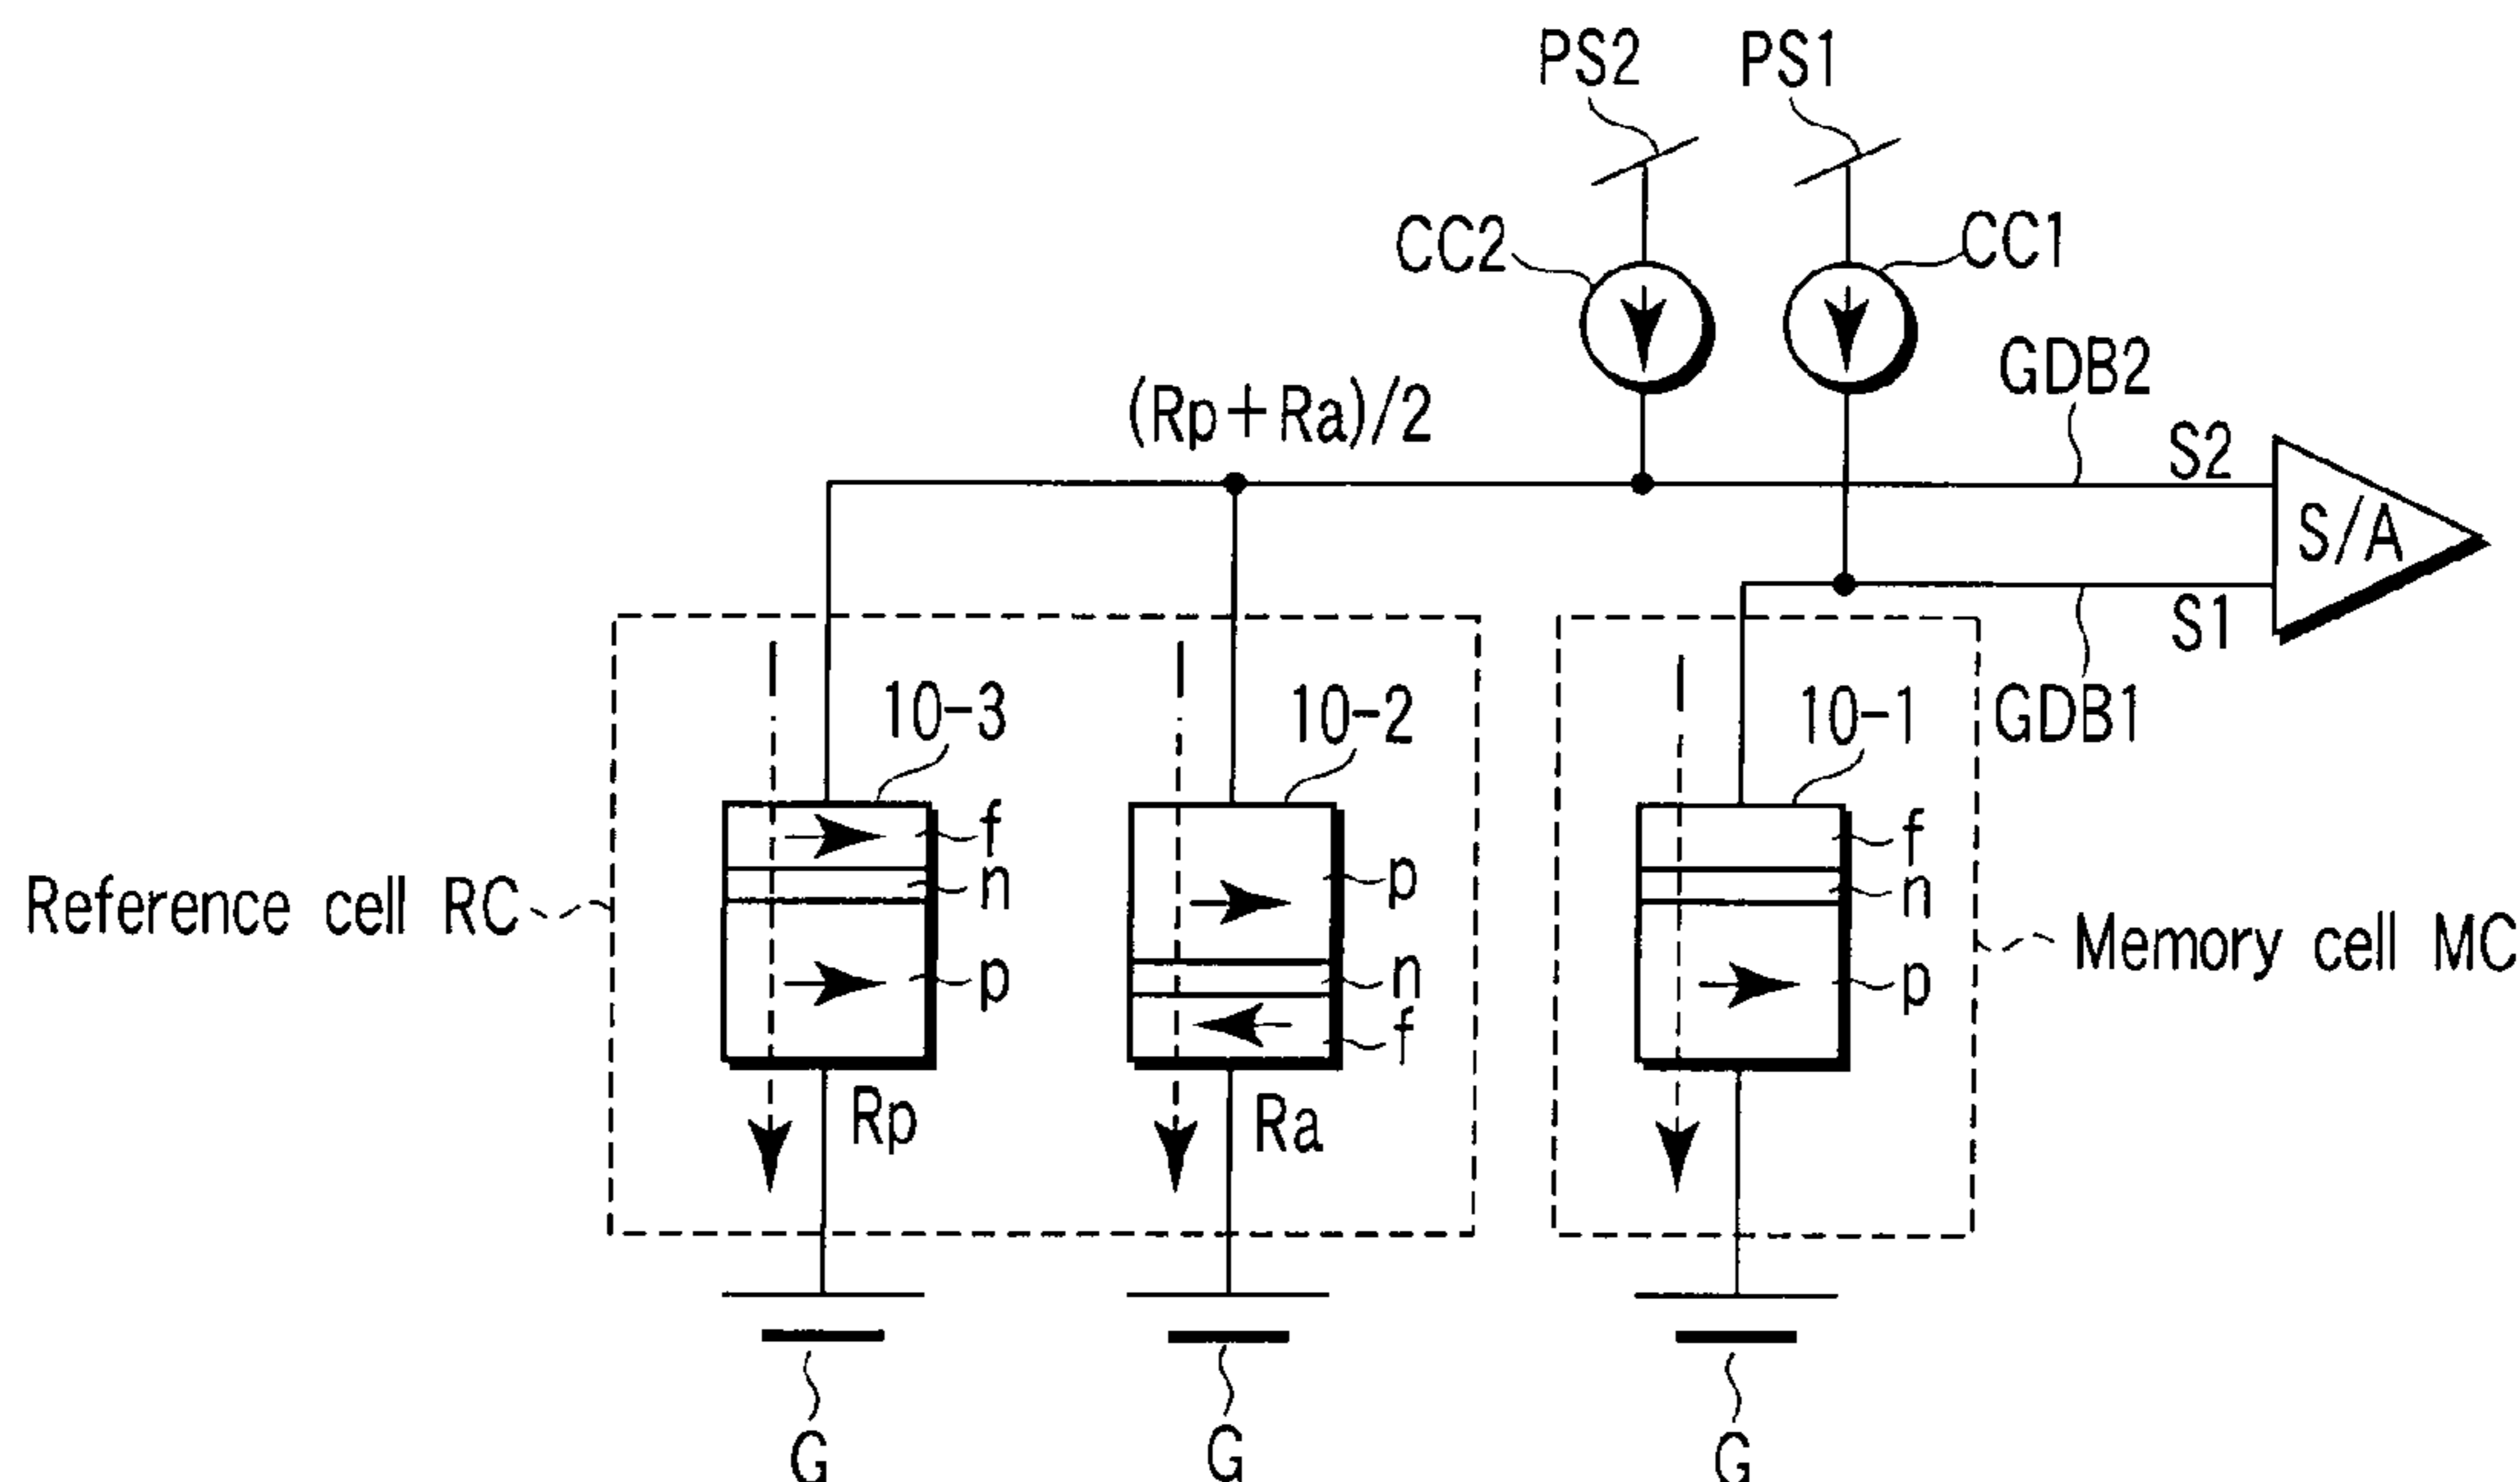 PS2 PS1
CC2 CC1
GDB2
(Rp+Ra)/2
S2
S/A
S1
10-3 10-2 10-1 GDB1
f
n
p
p
n
f
f
n
p
Reference cell RC
Memory cell MC
Rp Ra
G G G